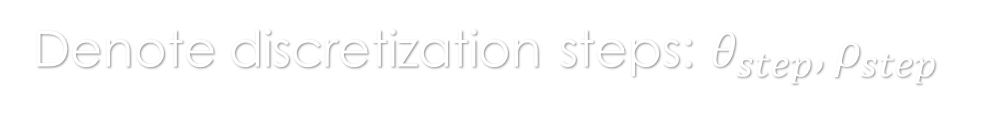 Denote discretization steps: θ_step, ρ_step